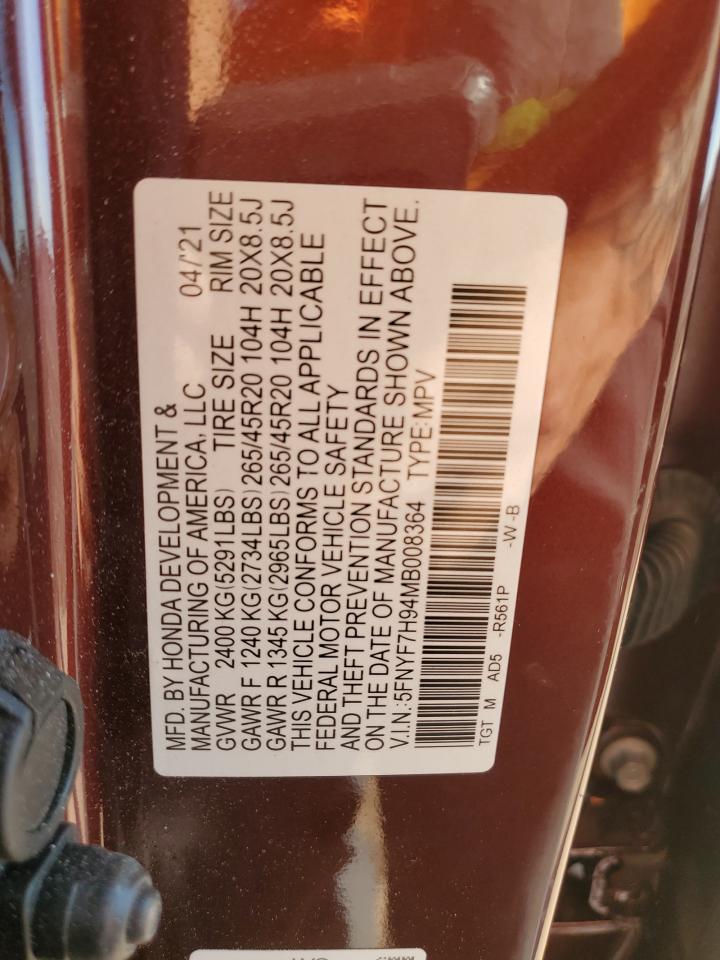 MFD. BY HONDA DEVELOPMENT &
MANUFACTURING OF AMERICA, LLC 04/'21
GVWR 2400 KG(5291LBS) TIRE SIZE RIM SIZE
GAWR F 1240 KG(2734LBS) 265/45R20 104H 20X8.5J
GAWR R 1345 KG(2965LBS) 265/45R20 104H 20X8.5J
THIS VEHICLE CONFORMS TO ALL APPLICABLE
FEDERAL MOTOR VEHICLE SAFETY
AND THEFT PREVENTION STANDARDS IN EFFECT
ON THE DATE OF MANUFACTURE SHOWN ABOVE.
V.I.N.:5FNYF7H94MB008364 TYPE:MPV
TGT M AD5 -R561P -W -B